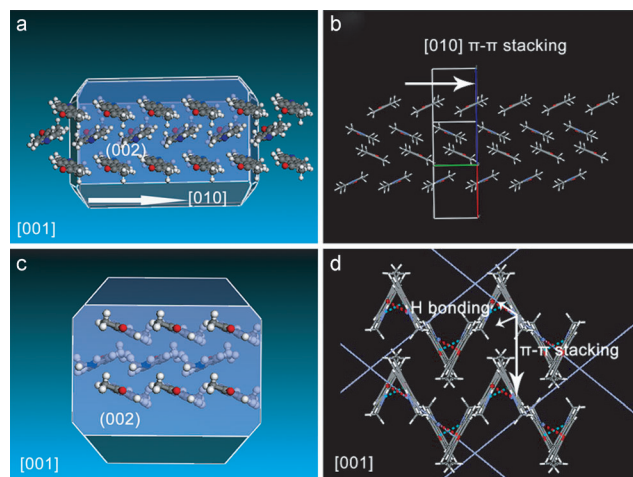 a
(002)
[010]
[001]
b
[010] π-π stacking
c
(002)
[001]
d
H bonding
π-π stacking
[001]